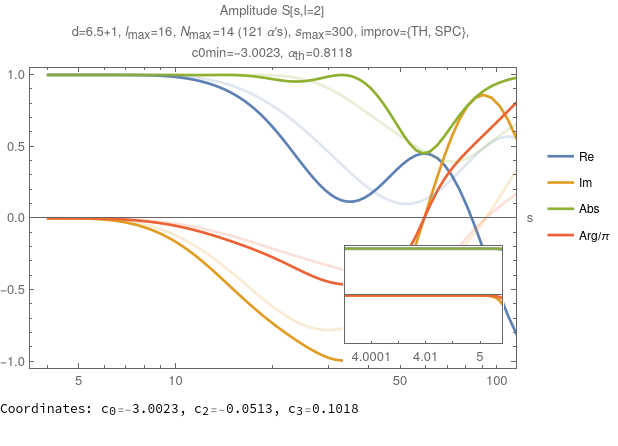 Amplitude S[s,l=2]
d=6.5+1, lmax=16, Nmax=14 (121 α's), smax=300, improv={TH, SPC},
c0min=-3.0023, αth=0.8118
1.0
0.5
0.0
-0.5
-1.0
5 10 50 100
s
4.0001 4.01 5
Re
Im
Abs
Arg/π
Coordinates: c0=-3.0023, c2=-0.0513, c3=0.1018